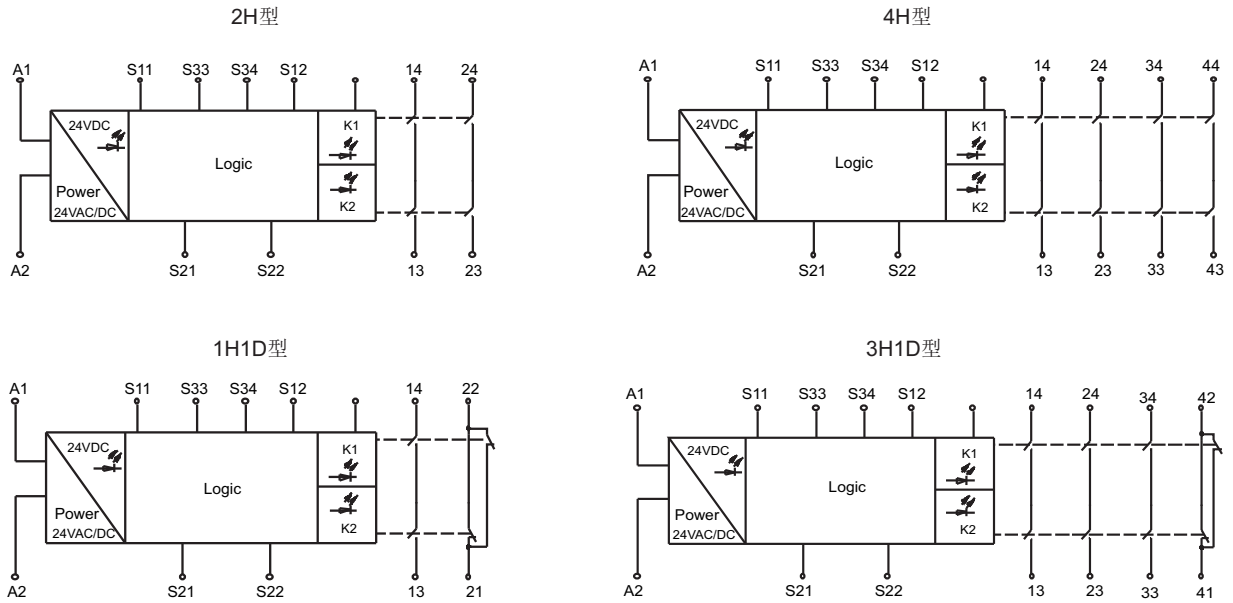 2H型
A1 S11 S33 S34 S12 14 24
24VDC
Power
24VAC/DC
Logic
K1
K2
A2 S21 S22 13 23
4H型
A1 S11 S33 S34 S12 14 24 34 44
24VDC
Power
24VAC/DC
Logic
K1
K2
A2 S21 S22 13 23 33 43
1H1D型
A1 S11 S33 S34 S12 14 22
24VDC
Power
24VAC/DC
Logic
K1
K2
A2 S21 S22 13 21
3H1D型
A1 S11 S33 S34 S12 14 24 34 42
24VDC
Power
24VAC/DC
Logic
K1
K2
A2 S21 S22 13 23 33 41